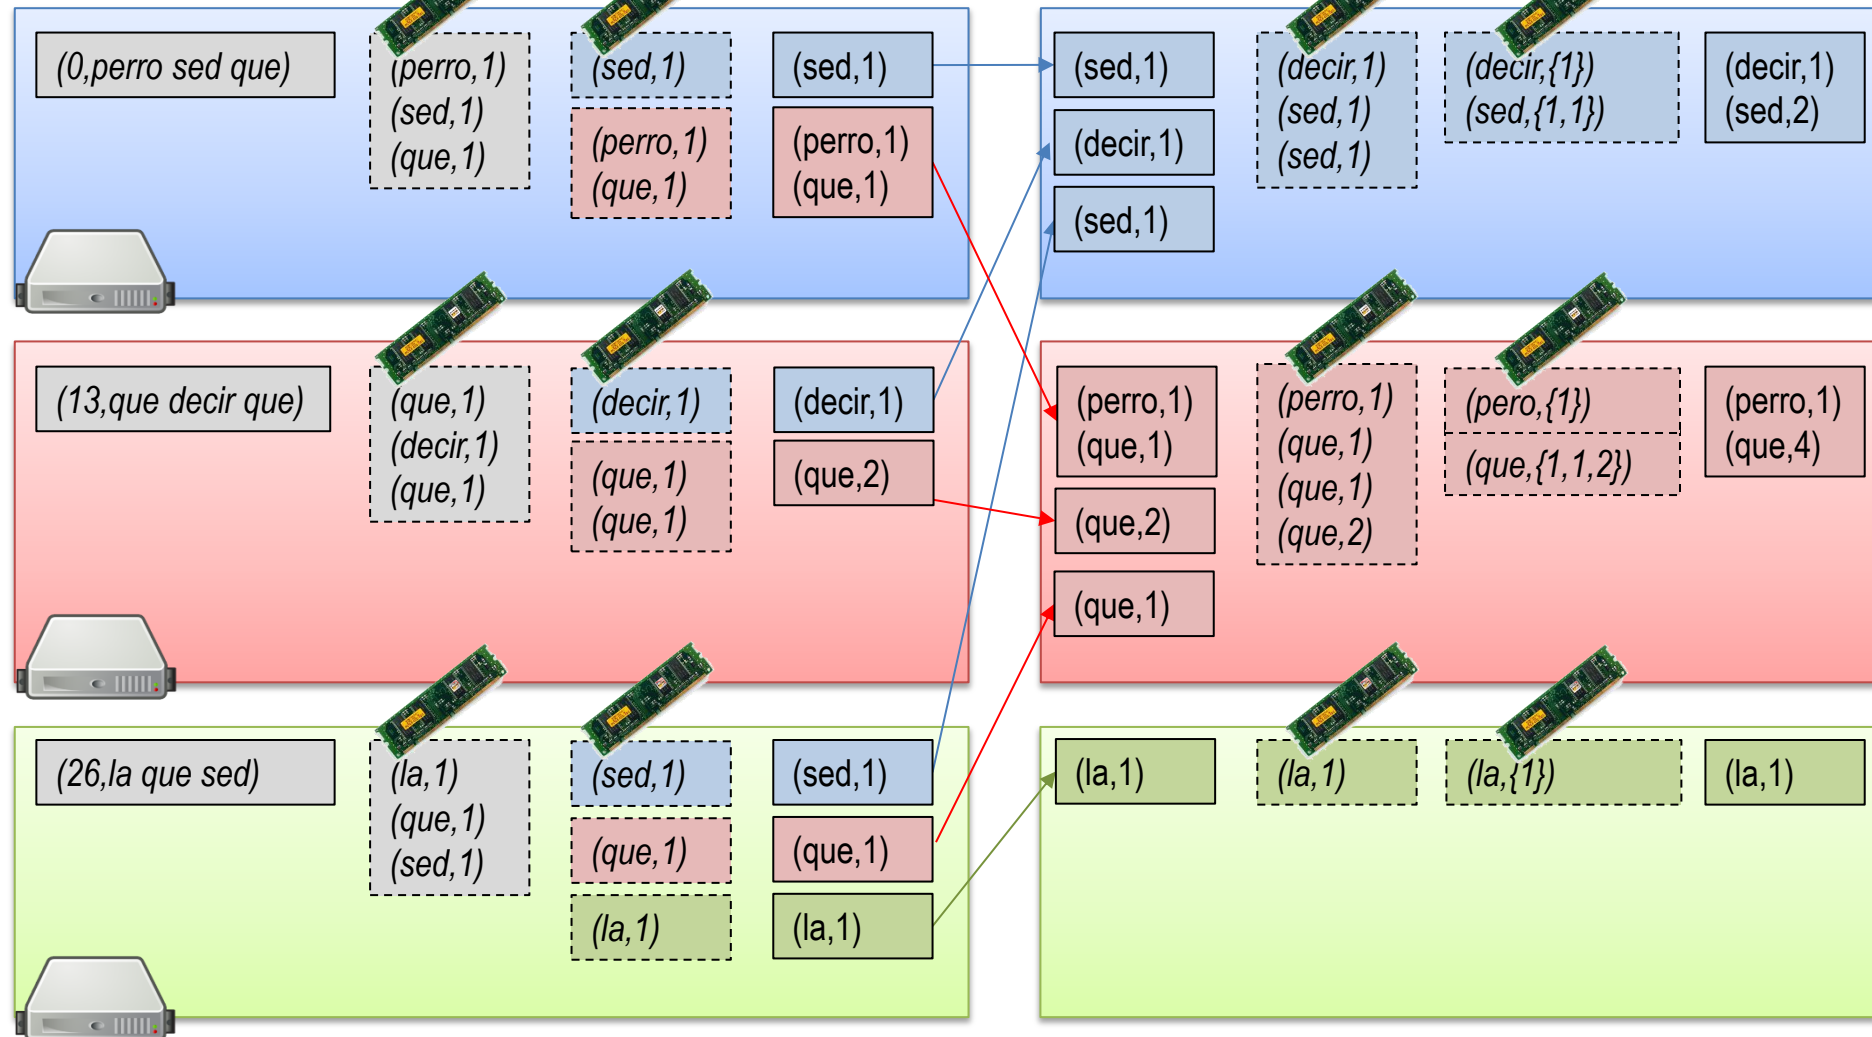 (0,perro sed que)
(perro,1)
(sed,1)
(que,1)
(sed,1)
(perro,1)
(que,1)
(sed,1)
(perro,1)
(que,1)
(sed,1)
(decir,1)
(sed,1)
(decir,1)
(sed,1)
(sed,1)
(decir,{1})
(sed,{1,1})
(decir,1)
(sed,2)
(13,que decir que)
(que,1)
(decir,1)
(que,1)
(decir,1)
(que,1)
(que,1)
(decir,1)
(que,2)
(perro,1)
(que,1)
(que,2)
(que,1)
(perro,1)
(que,1)
(que,1)
(que,2)
(pero,{1})
(que,{1,1,2})
(perro,1)
(que,4)
(26,la que sed)
(la,1)
(que,1)
(sed,1)
(sed,1)
(que,1)
(la,1)
(sed,1)
(que,1)
(la,1)
(la,1)
(la,1)
(la,{1})
(la,1)